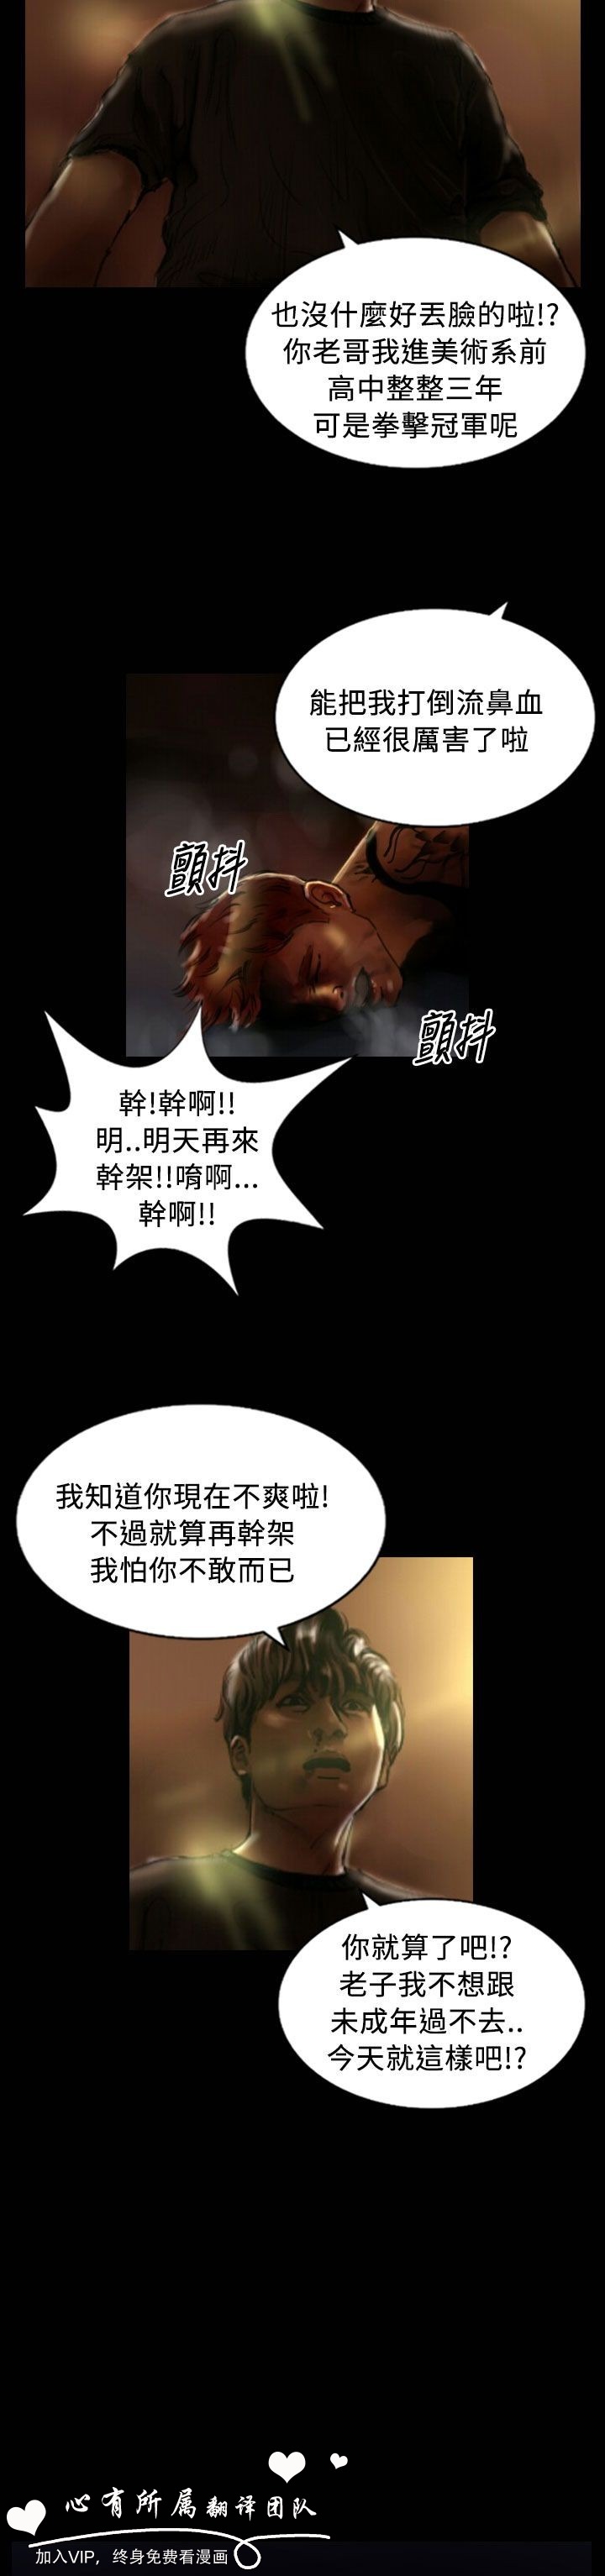 也沒什麼好丟臉的啦!?
你老哥我進美術系前
高中整整三年
可是拳擊冠軍呢
能把我打倒流鼻血
已經很厲害了啦
顫抖
顫抖
幹!幹啊!!
明..明天再來
幹架!!唷啊...
幹啊!!
我知道你現在不爽啦!
不過就算再幹架
我怕你不敢而已
你就算了吧!?
老子我不想跟
未成年過不去..
今天就這樣吧!?
心有所属翻译团队
加入VIP，终身免费看漫画